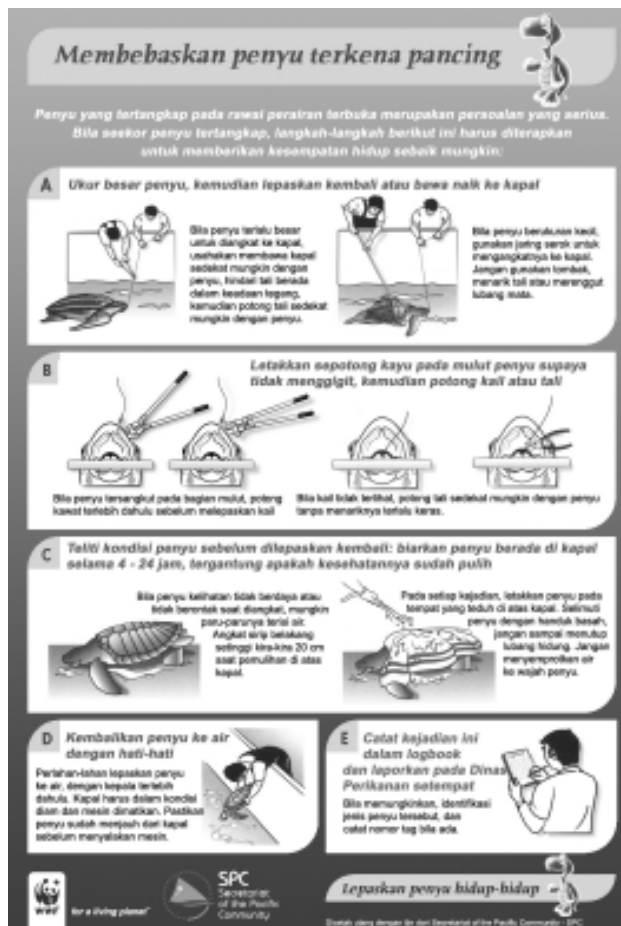 Membebaskan penyu terkena pancing
Penyu yang tertangkap pada rawai perairan terbuka merupakan persoalan yang serius.
Bila seekor penyu tertangkap, langkah-langkah berikut ini harus diterapkan
untuk memberikan kesempatan hidup sebaik mungkin:
A
Ukur besar penyu, kemudian lepaskan kembali atau bawa naik ke kapal
Bila penyu terlalu besar
untuk diangkat ke kapal,
usahakan membawa kapal
sedekat mungkin dengan
penyu, hindari tali berada
dalam keadaan tegang,
kemudian potong tali sedekat
mungkin dengan penyu.
Bila penyu berukuran kecil,
gunakan jaring serok untuk
mengangkatnya ke kapal.
Jangan gunakan tombak,
menarik tali atau merenggut
lubang mata.
B
Letakkan sepotong kayu pada mulut penyu supaya
tidak menggigit, kemudian potong kail atau tali
Bila penyu tersangkut pada bagian mulut, potong
kawat terlebih dahulu sebelum melepaskan kail
Bila kail tidak terlihat, potong tali sedekat mungkin dengan penyu
tanpa menariknya terlalu keras.
C
Teliti kondisi penyu sebelum dilepaskan kembali: biarkan penyu berada di kapal
selama 4 - 24 jam, tergantung apakah kesehatannya sudah pulih
Bila penyu kelihatan tidak berdaya atau
tidak berontak saat diangkat, mungkin
paru-parunya terisi air.
Angkat sirip belakang
setinggi kira-kira 20 cm
saat pemulihan di atas
kapal.
Pada setiap kejadian, letakkan penyu pada
tempat yang teduh di atas kapal. Selimuti
penyu dengan handuk basah,
jangan sampai menutup
lubang hidung. Jangan
menyemprotkan air
ke wajah penyu.
D
Kembalikan penyu ke air
dengan hati-hati
Perlahan-lahan lepaskan penyu
ke air, dengan kepala terlebih
dahulu. Kapal harus dalam kondisi
diam dan mesin dimatikan. Pastikan
penyu sudah menjauh dari kapal
sebelum menyalakan mesin.
E
Catat kejadian ini
dalam logbook
dan laporkan pada Dinas
Perikanan setempat
Bila memungkinkan, identifikasi
jenis penyu tersebut, dan
catat nomor tag bila ada.
WWF
for a living planet
SPC
Secretariat
of the Pacific
Community
Lepaskan penyu hidup-hidup
Dicetak ulang dengan ijin dari Secretariat of the Pacific Community - SPC